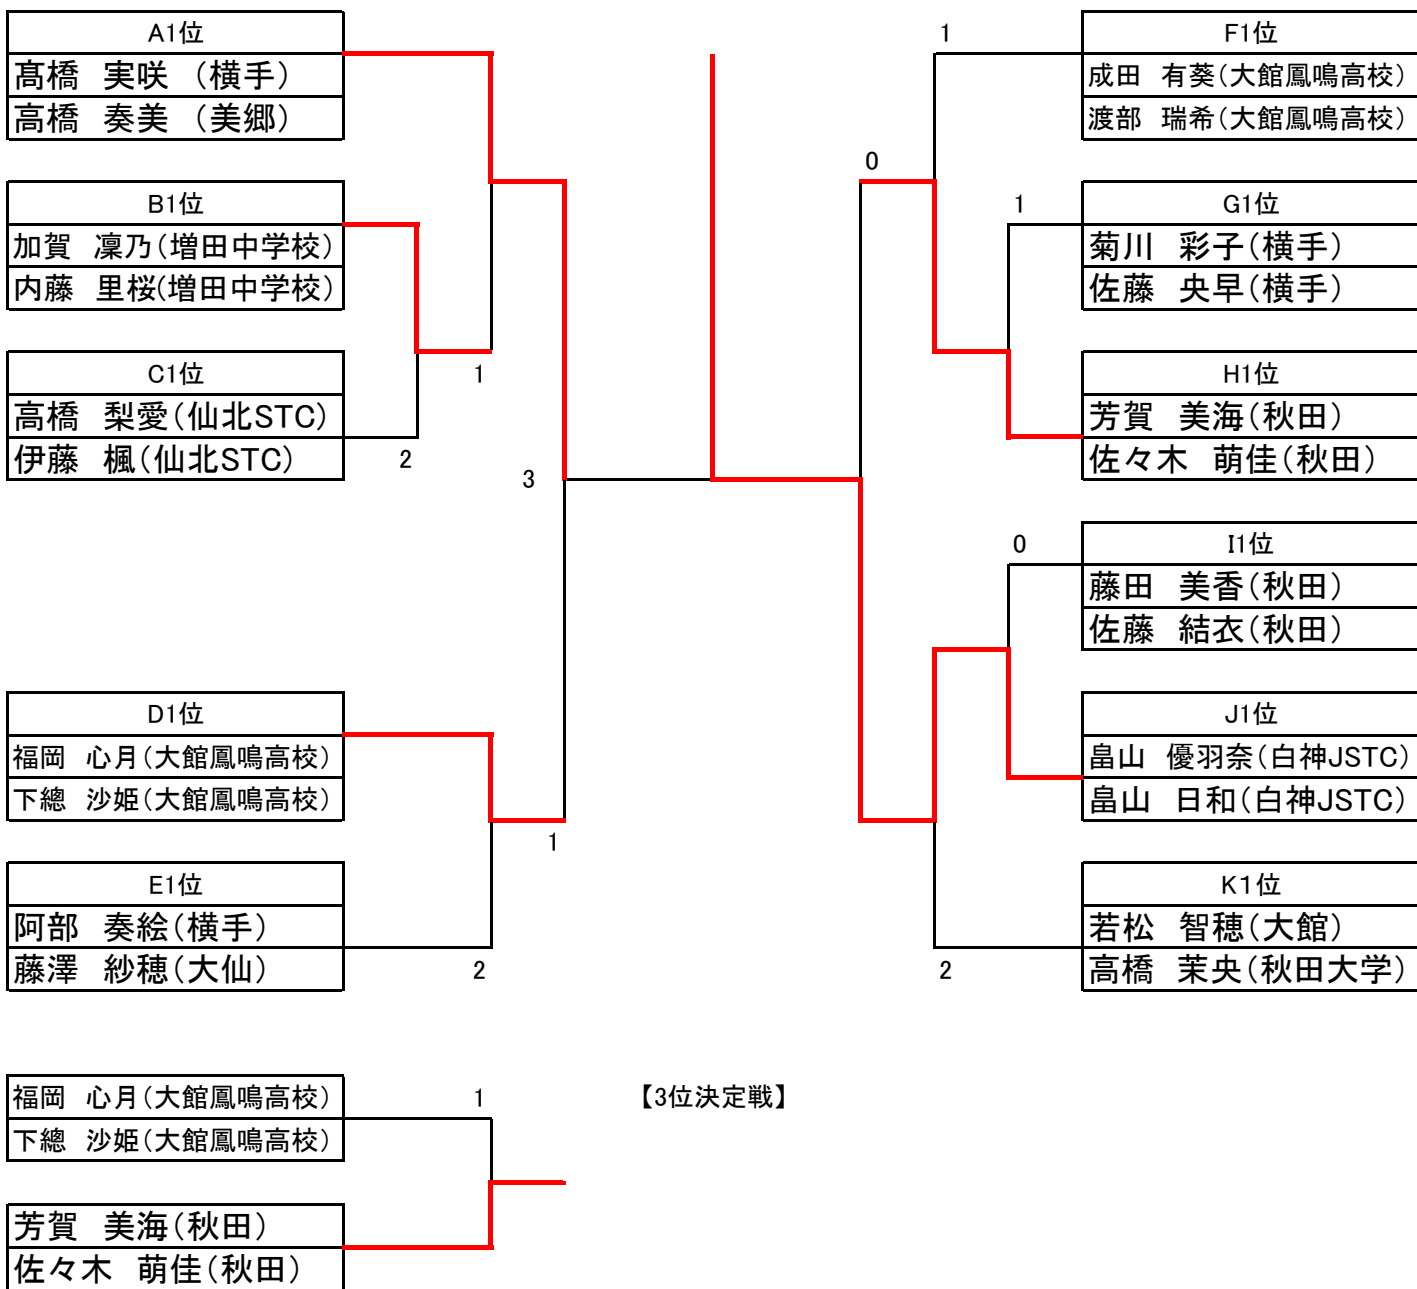 A1位
髙橋　実咲　（横手）
高橋　奏美　（美郷）
B1位
加賀　凜乃（増田中学校）
内藤　里桜（増田中学校）
C1位
高橋　梨愛（仙北STC）
伊藤　楓（仙北STC）
1
2
3
D1位
福岡　心月（大館鳳鳴高校）
下總　沙姫（大館鳳鳴高校）
1
E1位
阿部　奏絵（横手）
藤澤　紗穂（大仙）
2
1
F1位
成田　有葵（大館鳳鳴高校）
渡部　瑞希（大館鳳鳴高校）
0
1
G1位
菊川　彩子（横手）
佐藤　央早（横手）
H1位
芳賀　美海（秋田）
佐々木　萌佳（秋田）
0
I1位
藤田　美香（秋田）
佐藤　結衣（秋田）
J1位
畠山　優羽奈（白神JSTC）
畠山　日和（白神JSTC）
K1位
若松　智穂（大館）
高橋　茉央（秋田大学）
2
【3位決定戦】
福岡　心月（大館鳳鳴高校）
下總　沙姫（大館鳳鳴高校）
1
芳賀　美海（秋田）
佐々木　萌佳（秋田）